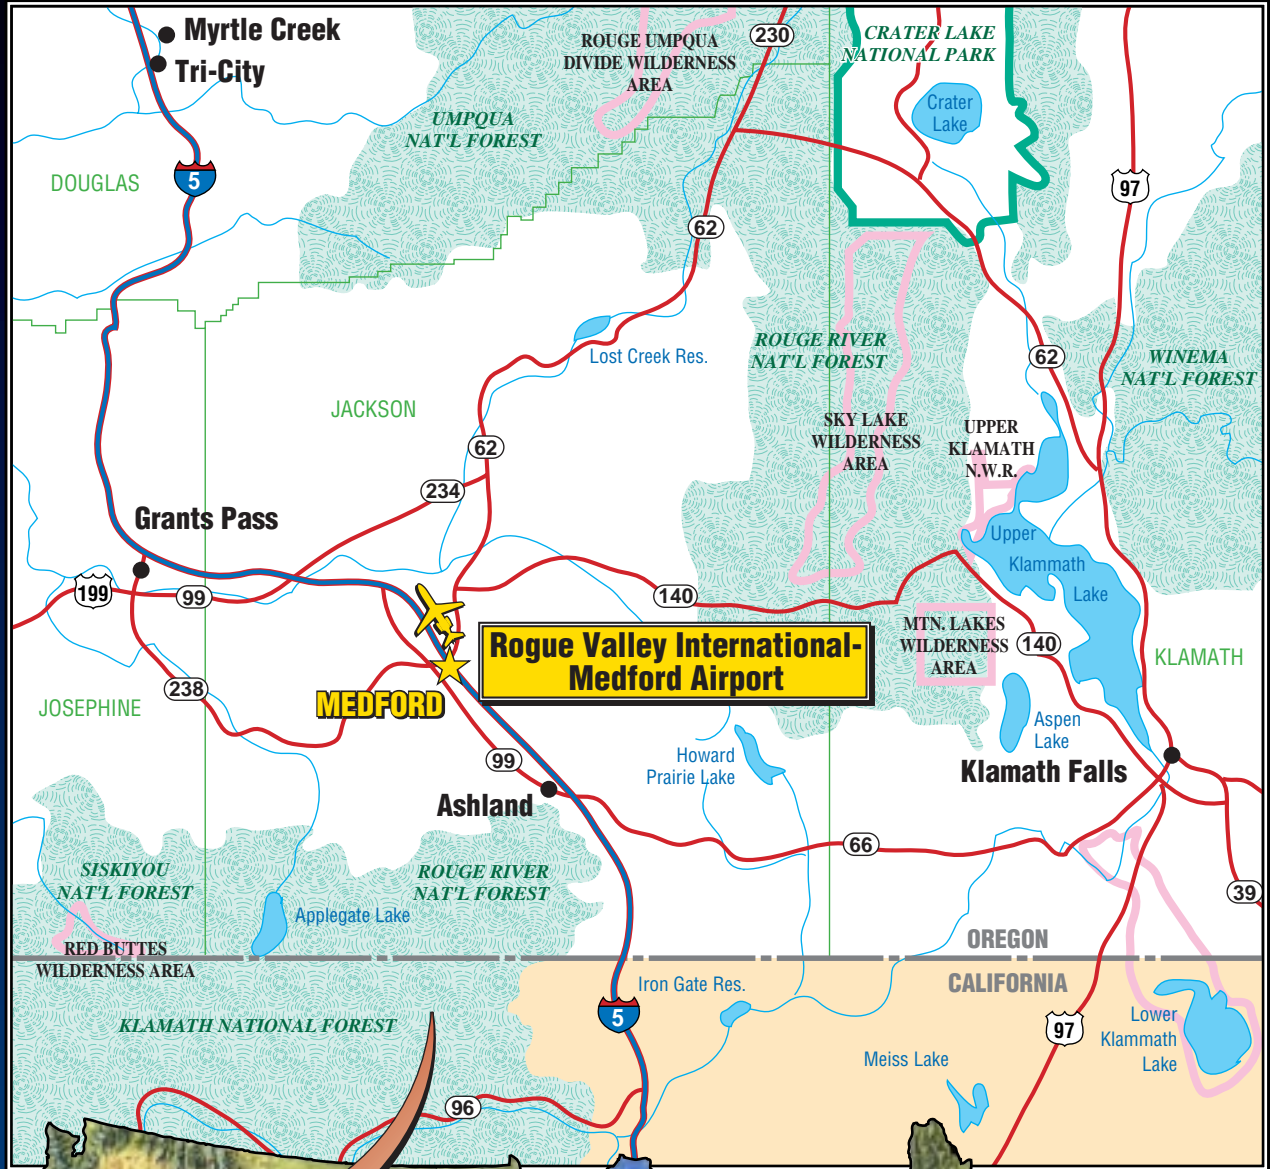 Myrtle Creek
Tri-City
ROUGE UMPQUA
DIVIDE WILDERNESS
AREA
230
CRATER LAKE
NATIONAL PARK
Crater
Lake
UMPQUA
NAT'L FOREST
DOUGLAS
5
97
62
Lost Creek Res.
ROUGE RIVER
NAT'L FOREST
62
WINEMA
NAT'L FOREST
JACKSON
SKY LAKE
WILDERNESS
AREA
UPPER
KLAMATH
N.W.R.
62
234
Grants Pass
Upper
Klammath
Lake
199
99
140
MTN. LAKES
WILDERNESS
AREA
140
Rogue Valley International-
Medford Airport
KLAMATH
238
MEDFORD
JOSEPHINE
Aspen
Lake
99
Howard
Prairie Lake
Klamath Falls
Ashland
66
SISKIYOU
NAT'L FOREST
ROUGE RIVER
NAT'L FOREST
39
Applegate Lake
RED BUTTES
WILDERNESS AREA
OREGON
CALIFORNIA
Iron Gate Res.
5
KLAMATH NATIONAL FOREST
97
Lower
Klammath
Lake
Meiss Lake
96